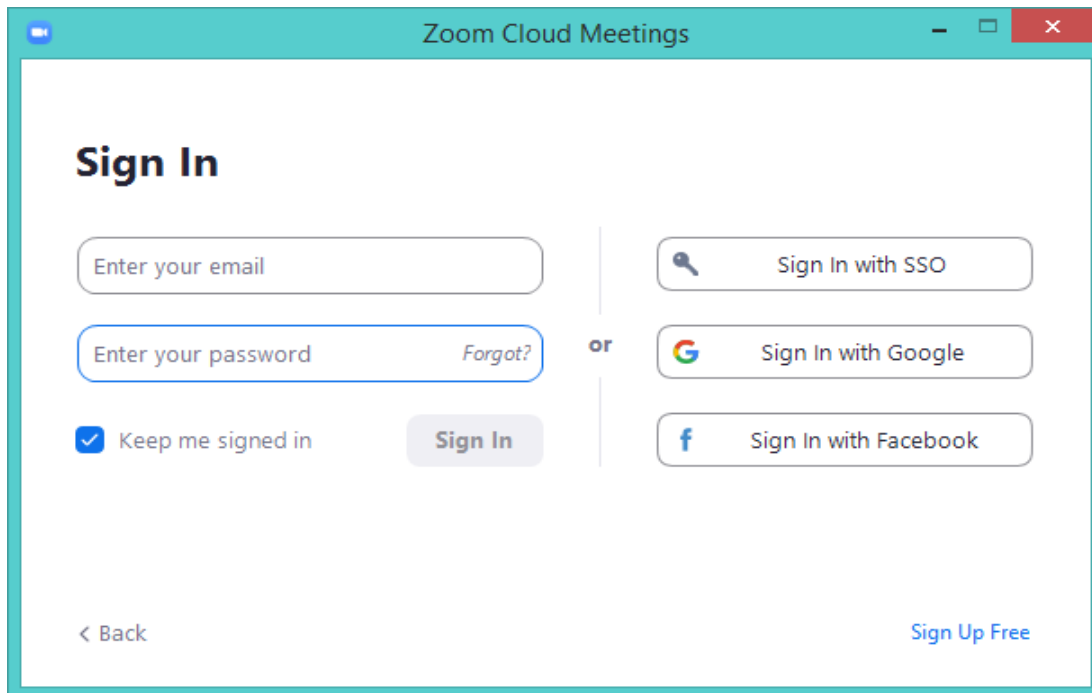 Zoom Cloud Meetings
Sign In
Enter your email
Enter your password Forgot?
Keep me signed in Sign In
or
Sign In with SSO
Sign In with Google
Sign In with Facebook
< Back
Sign Up Free